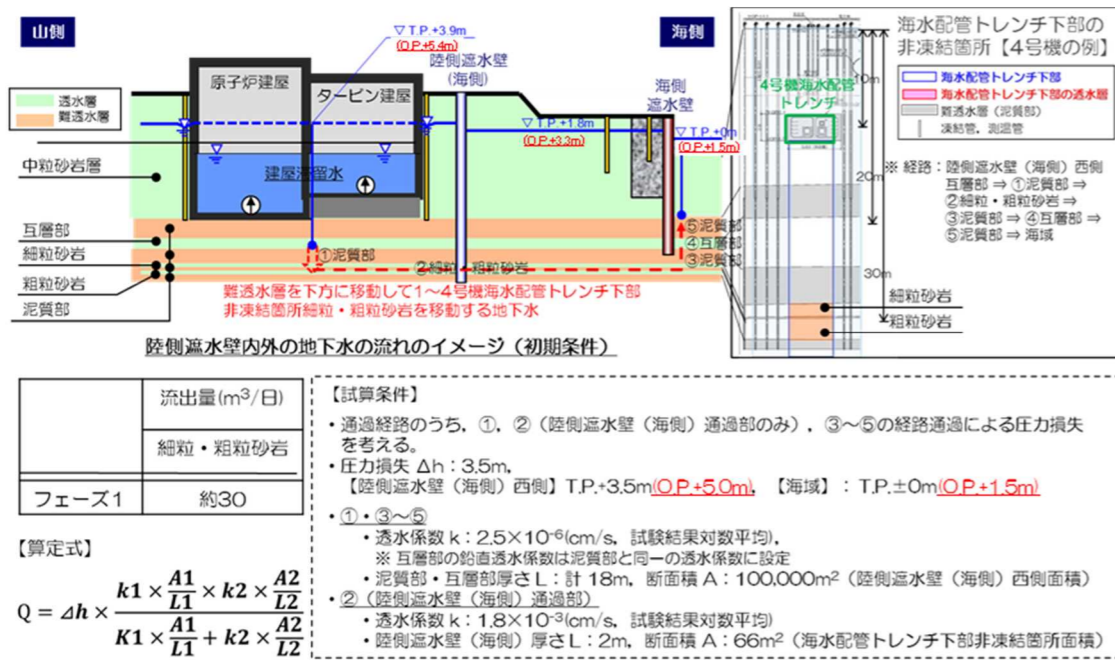 山側
▽ T.P.+3.9m
(O.P.+5.4m)
陸側遮水壁
(海側)
海側
海側
遮水壁
原子炉建屋
タービン建屋
透水層
難透水層
▽ T.P.+1.8m
(O.P.+3.3m)
▽ T.P.+0m
(O.P.+1.5m)
中粒砂岩層
建屋滞留水
互層部
細粒砂岩
粗粒砂岩
泥質部
①泥質部
②細粒・粗粒砂岩
⑤泥質部
④互層部
③泥質部
難透水層を下方に移動して1～4号機海水配管トレンチ下部
非凍結箇所細粒・粗粒砂岩を移動する地下水
陸側遮水壁内外の地下水の流れのイメージ（初期条件）
海水配管トレンチ下部の
非凍結箇所【4号機の例】
10m
4号機海水配管
トレンチ
20m
30m
海水配管トレンチ下部
海水配管トレンチ下部の透水層
難透水層（泥質部）
凍結管，測温管
※ 経路：陸側遮水壁（海側）西側
互層部 ⇒ ①泥質部 ⇒
②細粒・粗粒砂岩 ⇒
③泥質部 ⇒ ④互層部 ⇒
⑤泥質部 ⇒ 海域
細粒砂岩
粗粒砂岩
流出量(m³/日)
細粒・粗粒砂岩
フェーズ1 約30
【算定式】
Q = ⊿h × (k1 × A1/L1 × k2 × A2/L2) / (K1 × A1/L1 + k2 × A2/L2)
【試算条件】
・通過経路のうち，①，②（陸側遮水壁（海側）通過部のみ），③～⑤の経路通過による圧力損失
を考える。
・圧力損失 Δh：3.5m，
【陸側遮水壁（海側）西側】T.P.+3.5m(O.P.+5.0m)，【海域】：T.P.±0m(O.P.+1.5m)
・①・③～⑤
・透水係数 k：2.5×10⁻⁶(cm/s，試験結果対数平均)，
※ 互層部の鉛直透水係数は泥質部と同一の透水係数に設定
・泥質部・互層部厚さ L：計 18m，断面積 A：100,000m²（陸側遮水壁（海側）西側面積）
・②（陸側遮水壁（海側）通過部）
・透水係数 k：1.8×10⁻³(cm/s，試験結果対数平均)
・陸側遮水壁（海側）厚さ L：2m，断面積 A：66m²（海水配管トレンチ下部非凍結箇所面積）